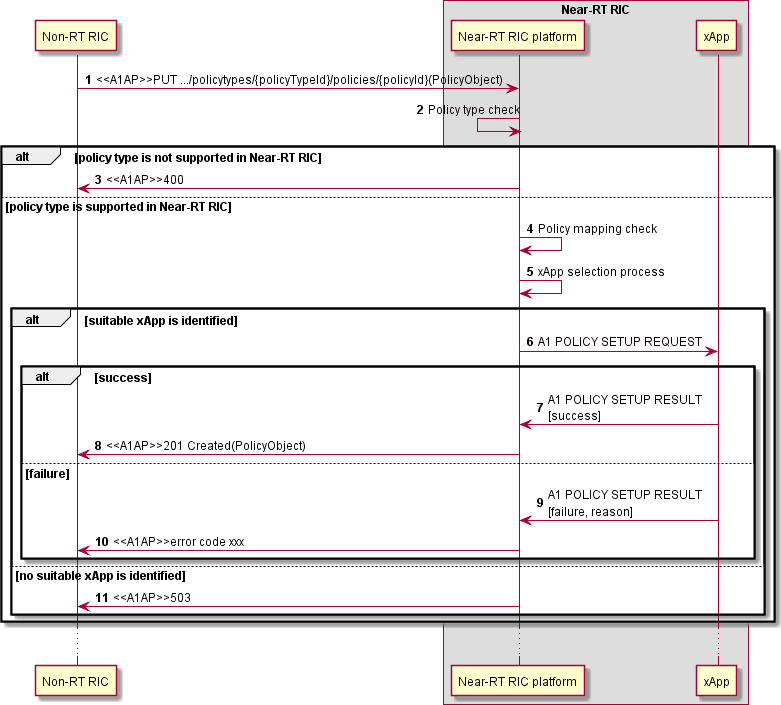 Near-RT RIC
Non-RT RIC
Near-RT RIC platform
xApp
1 <<A1AP>>PUT .../policytypes/{policyTypeId}/policies/{policyId}(PolicyObject)
2 Policy type check
alt [policy type is not supported in Near-RT RIC]
3 <<A1AP>>400
[policy type is supported in Near-RT RIC]
4 Policy mapping check
5 xApp selection process
alt [suitable xApp is identified]
6 A1 POLICY SETUP REQUEST
alt [success]
7 A1 POLICY SETUP RESULT
[success]
8 <<A1AP>>201 Created(PolicyObject)
[failure]
9 A1 POLICY SETUP RESULT
[failure, reason]
10 <<A1AP>>error code xxx
[no suitable xApp is identified]
11 <<A1AP>>503
Non-RT RIC
Near-RT RIC platform
xApp